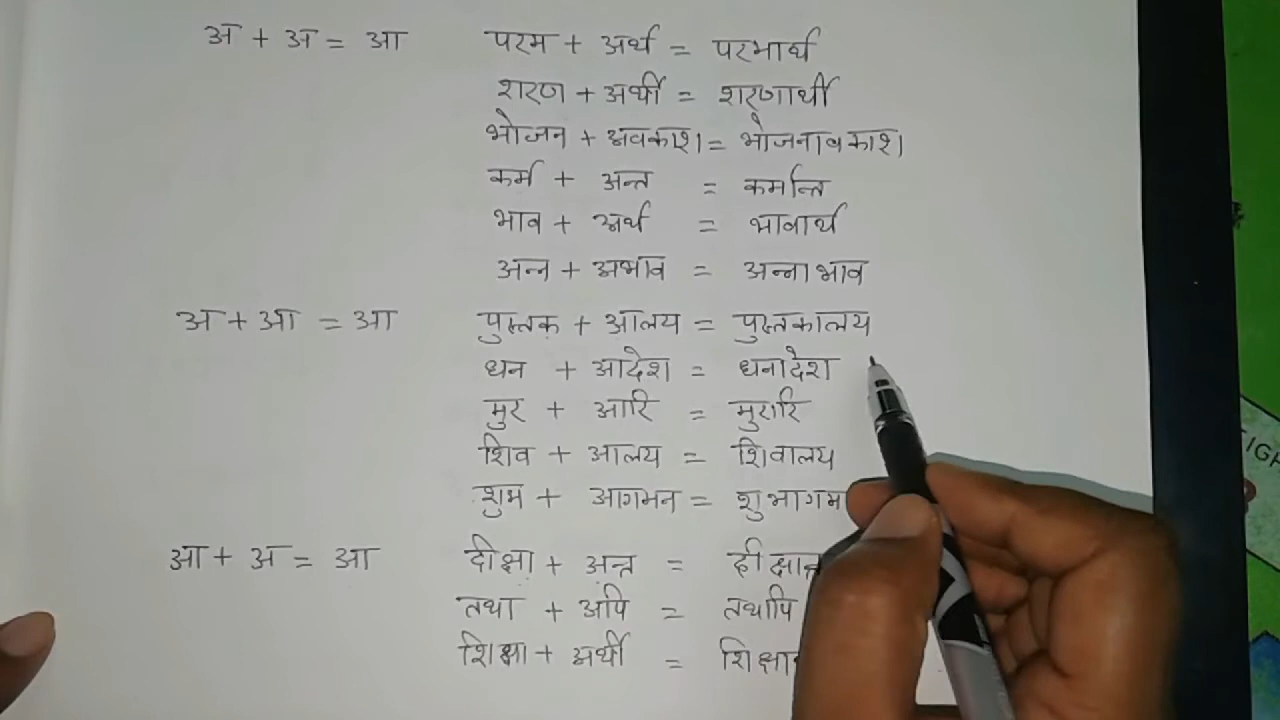 अ + अ = आ परम + अर्थ = परमार्थ
शरण + अर्थी = शरणार्थी
भोजन + अवकाश = भोजनावकाश
कर्म + अन्त = कर्मान्त
भाव + अर्थ = भावार्थ
अन्न + अभाव = अन्नाभाव
अ + आ = आ पुस्तक + आलय = पुस्तकालय
धन + आदेश = धनादेश
मुर + आरि = मुरारि
शिव + आलय = शिवालय
शुभ + आगमन = शुभागम
आ + अ = आ दीक्षा + अन्त = दीक्षान्त
तथा + अपि = तथापि
शिक्षा + अर्थी = शिक्षा